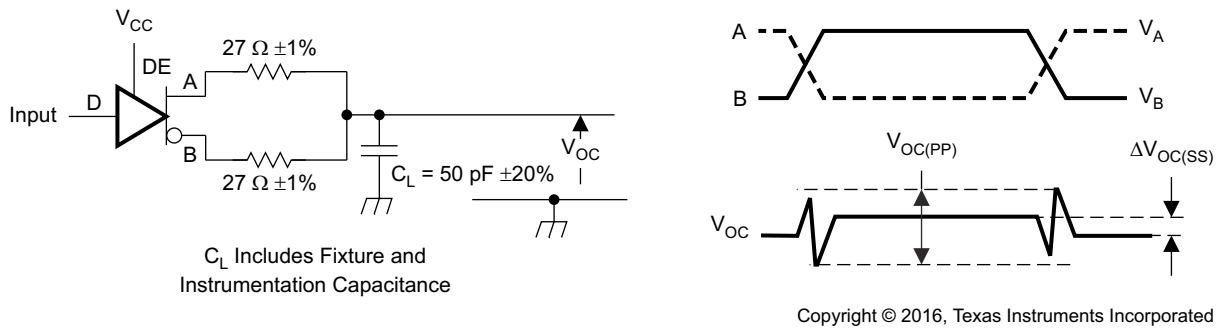 V_CC
DE
27 Ω ±1%
A
D
Input
B
27 Ω ±1%
V_OC
C_L = 50 pF ±20%
C_L Includes Fixture and
Instrumentation Capacitance
A
V_A
B
V_B
V_OC(PP)
ΔV_OC(SS)
V_OC
Copyright © 2016, Texas Instruments Incorporated